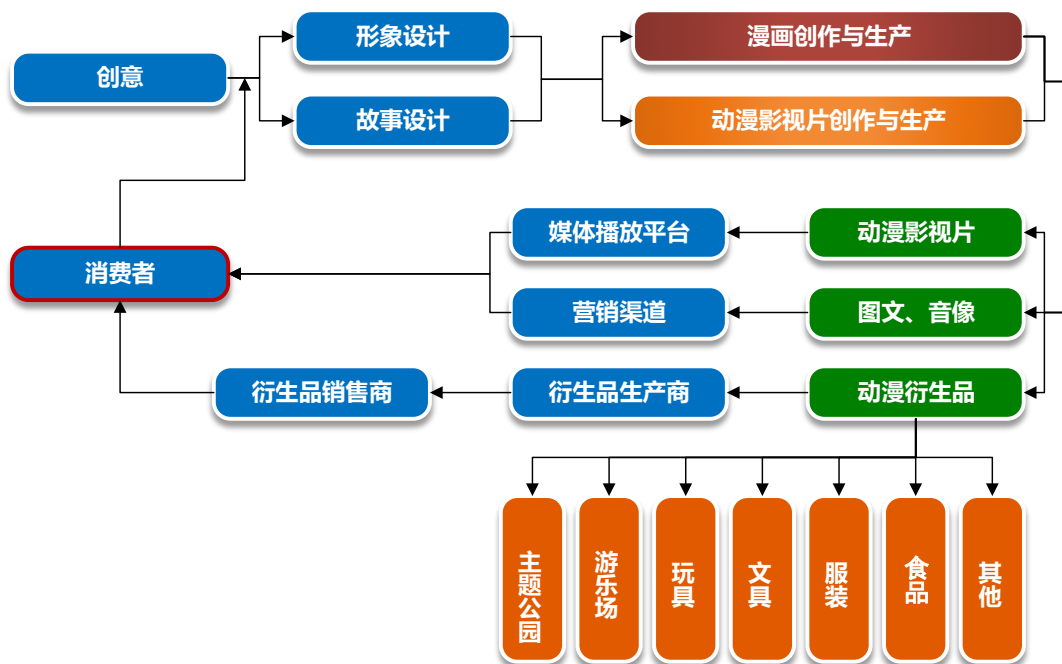 形象设计
漫画创作与生产
创意
故事设计
动漫影视片创作与生产
媒体播放平台
动漫影视片
消费者
营销渠道
图文、音像
衍生品销售商
衍生品生产商
动漫衍生品
主题公园
游乐场
玩具
文具
服装
食品
其他